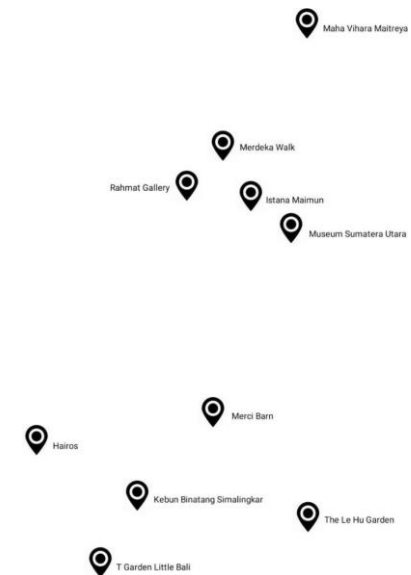 Maha Vihara Maitreya
Merdeka Walk
Rahmat Gallery
Istana Maimun
Museum Sumatera Utara
Merci Barn
Hairos
Kebun Binatang Simalingkar
The Le Hu Garden
T Garden Little Bali